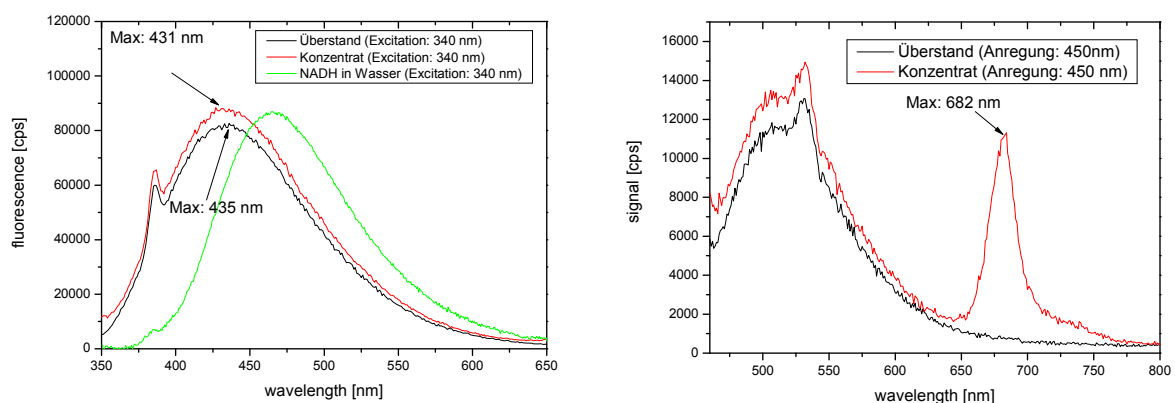 Max: 431 nm
Überstand (Excitation: 340 nm)
Konzentrat (Excitation: 340 nm)
NADH in Wasser (Excitation: 340 nm)
Max: 435 nm
fluorescence [cps]
120000
100000
80000
60000
40000
20000
0
350 400 450 500 550 600 650
wavelength [nm]
Überstand (Anregung: 450nm)
Konzentrat (Anregung: 450 nm)
Max: 682 nm
signal [cps]
16000
14000
12000
10000
8000
6000
4000
2000
0
500 550 600 650 700 750 800
wavelength [nm]